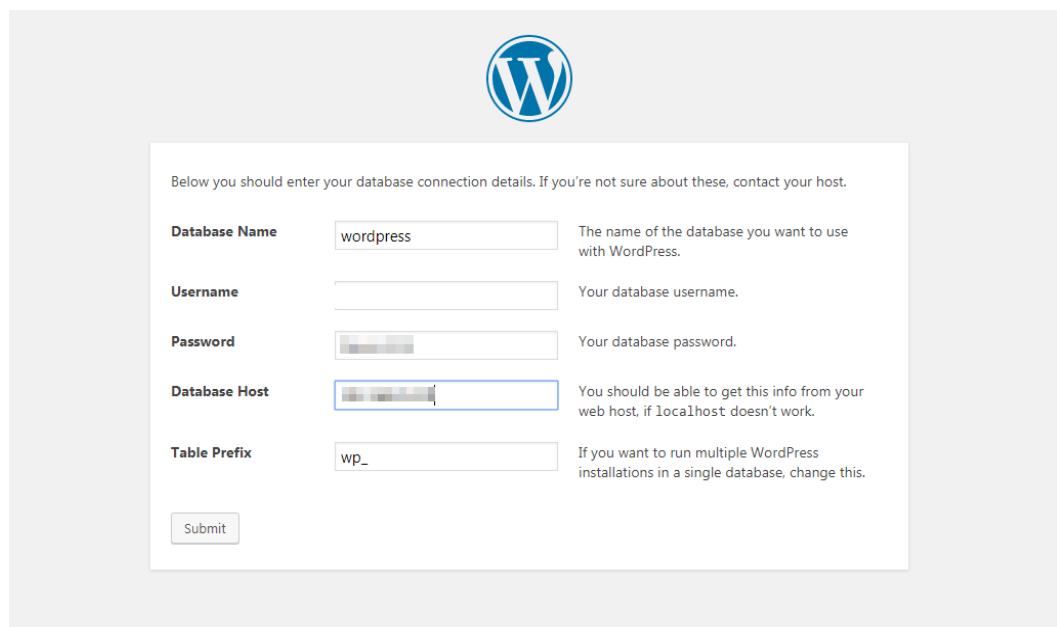 Below you should enter your database connection details. If you're not sure about these, contact your host.
Database Name
wordpress
The name of the database you want to use
with WordPress.
Username
Your database username.
Password
Your database password.
Database Host
You should be able to get this info from your
web host, if localhost doesn't work.
Table Prefix
wp_
If you want to run multiple WordPress
installations in a single database, change this.
Submit